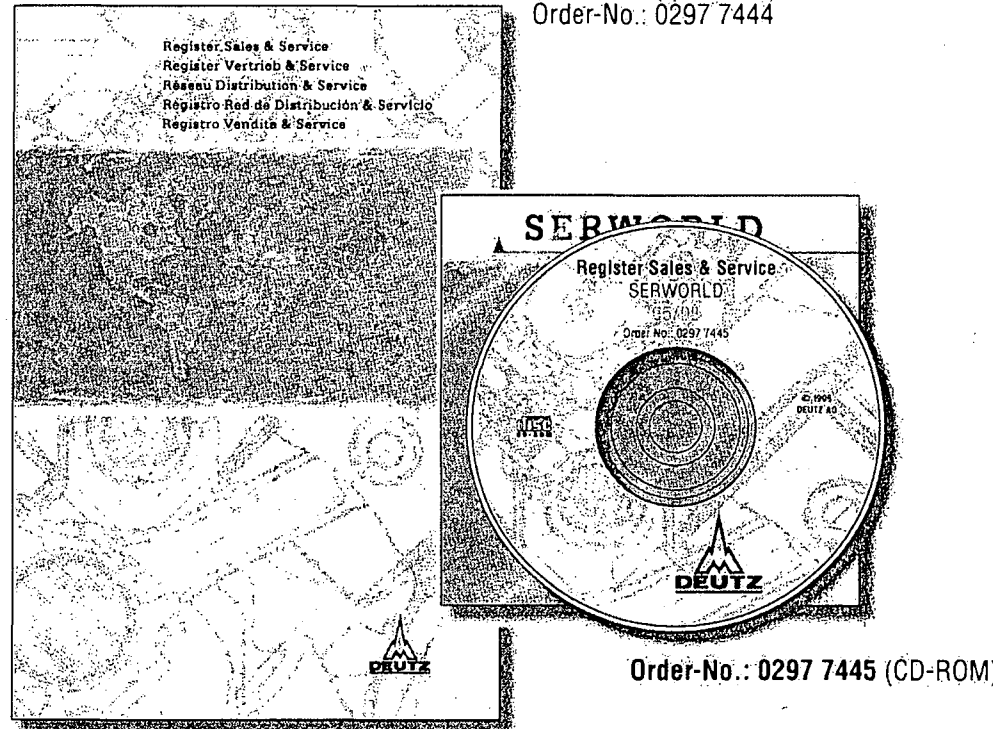 Order-No.: 0297 7444
Register Sales & Service
Register Vertrieb & Service
Réseau Distribution & Service
Registro Red de Distribución & Servicio
Registro Vendite & Service
SERWORLD
Register Sales & Service
SERWORLD
Order No.: 0297 7445
DEUTZ AG
DEUTZ
DEUTZ
Order-No.: 0297 7445 (CD-ROM)